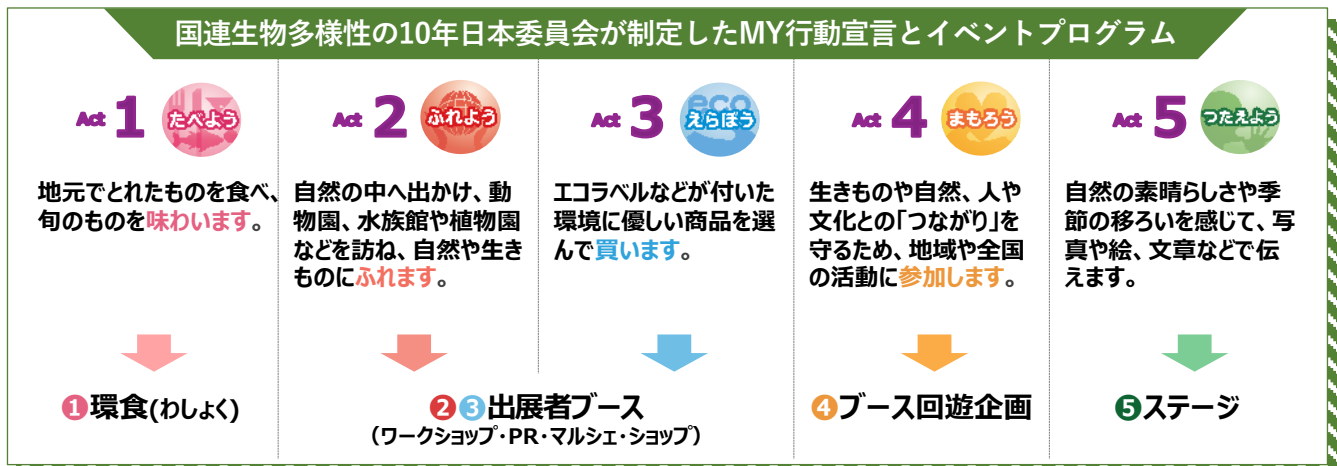 国連生物多様性の10年日本委員会が制定したMY行動宣言とイベントプログラム
Act 1 たべよう
地元でとれたものを食べ、
旬のものを味わいます。
❶環食(わしょく)
Act 2 ふれよう
自然の中へ出かけ、動
物園、水族館や植物園
などを訪ね、自然や生き
ものにふれます。
Act 3 eco えらぼう
エコラベルなどが付いた
環境に優しい商品を選
んで買います。
❷❸出展者ブース
（ワークショップ・PR・マルシェ・ショップ）
Act 4 まもろう
生きものや自然、人や
文化との「つながり」を
守るため、地域や全国
の活動に参加します。
❹ブース回遊企画
Act 5 つたえよう
自然の素晴らしさや季
節の移ろいを感じて、写
真や絵、文章などで伝
えます。
❺ステージ